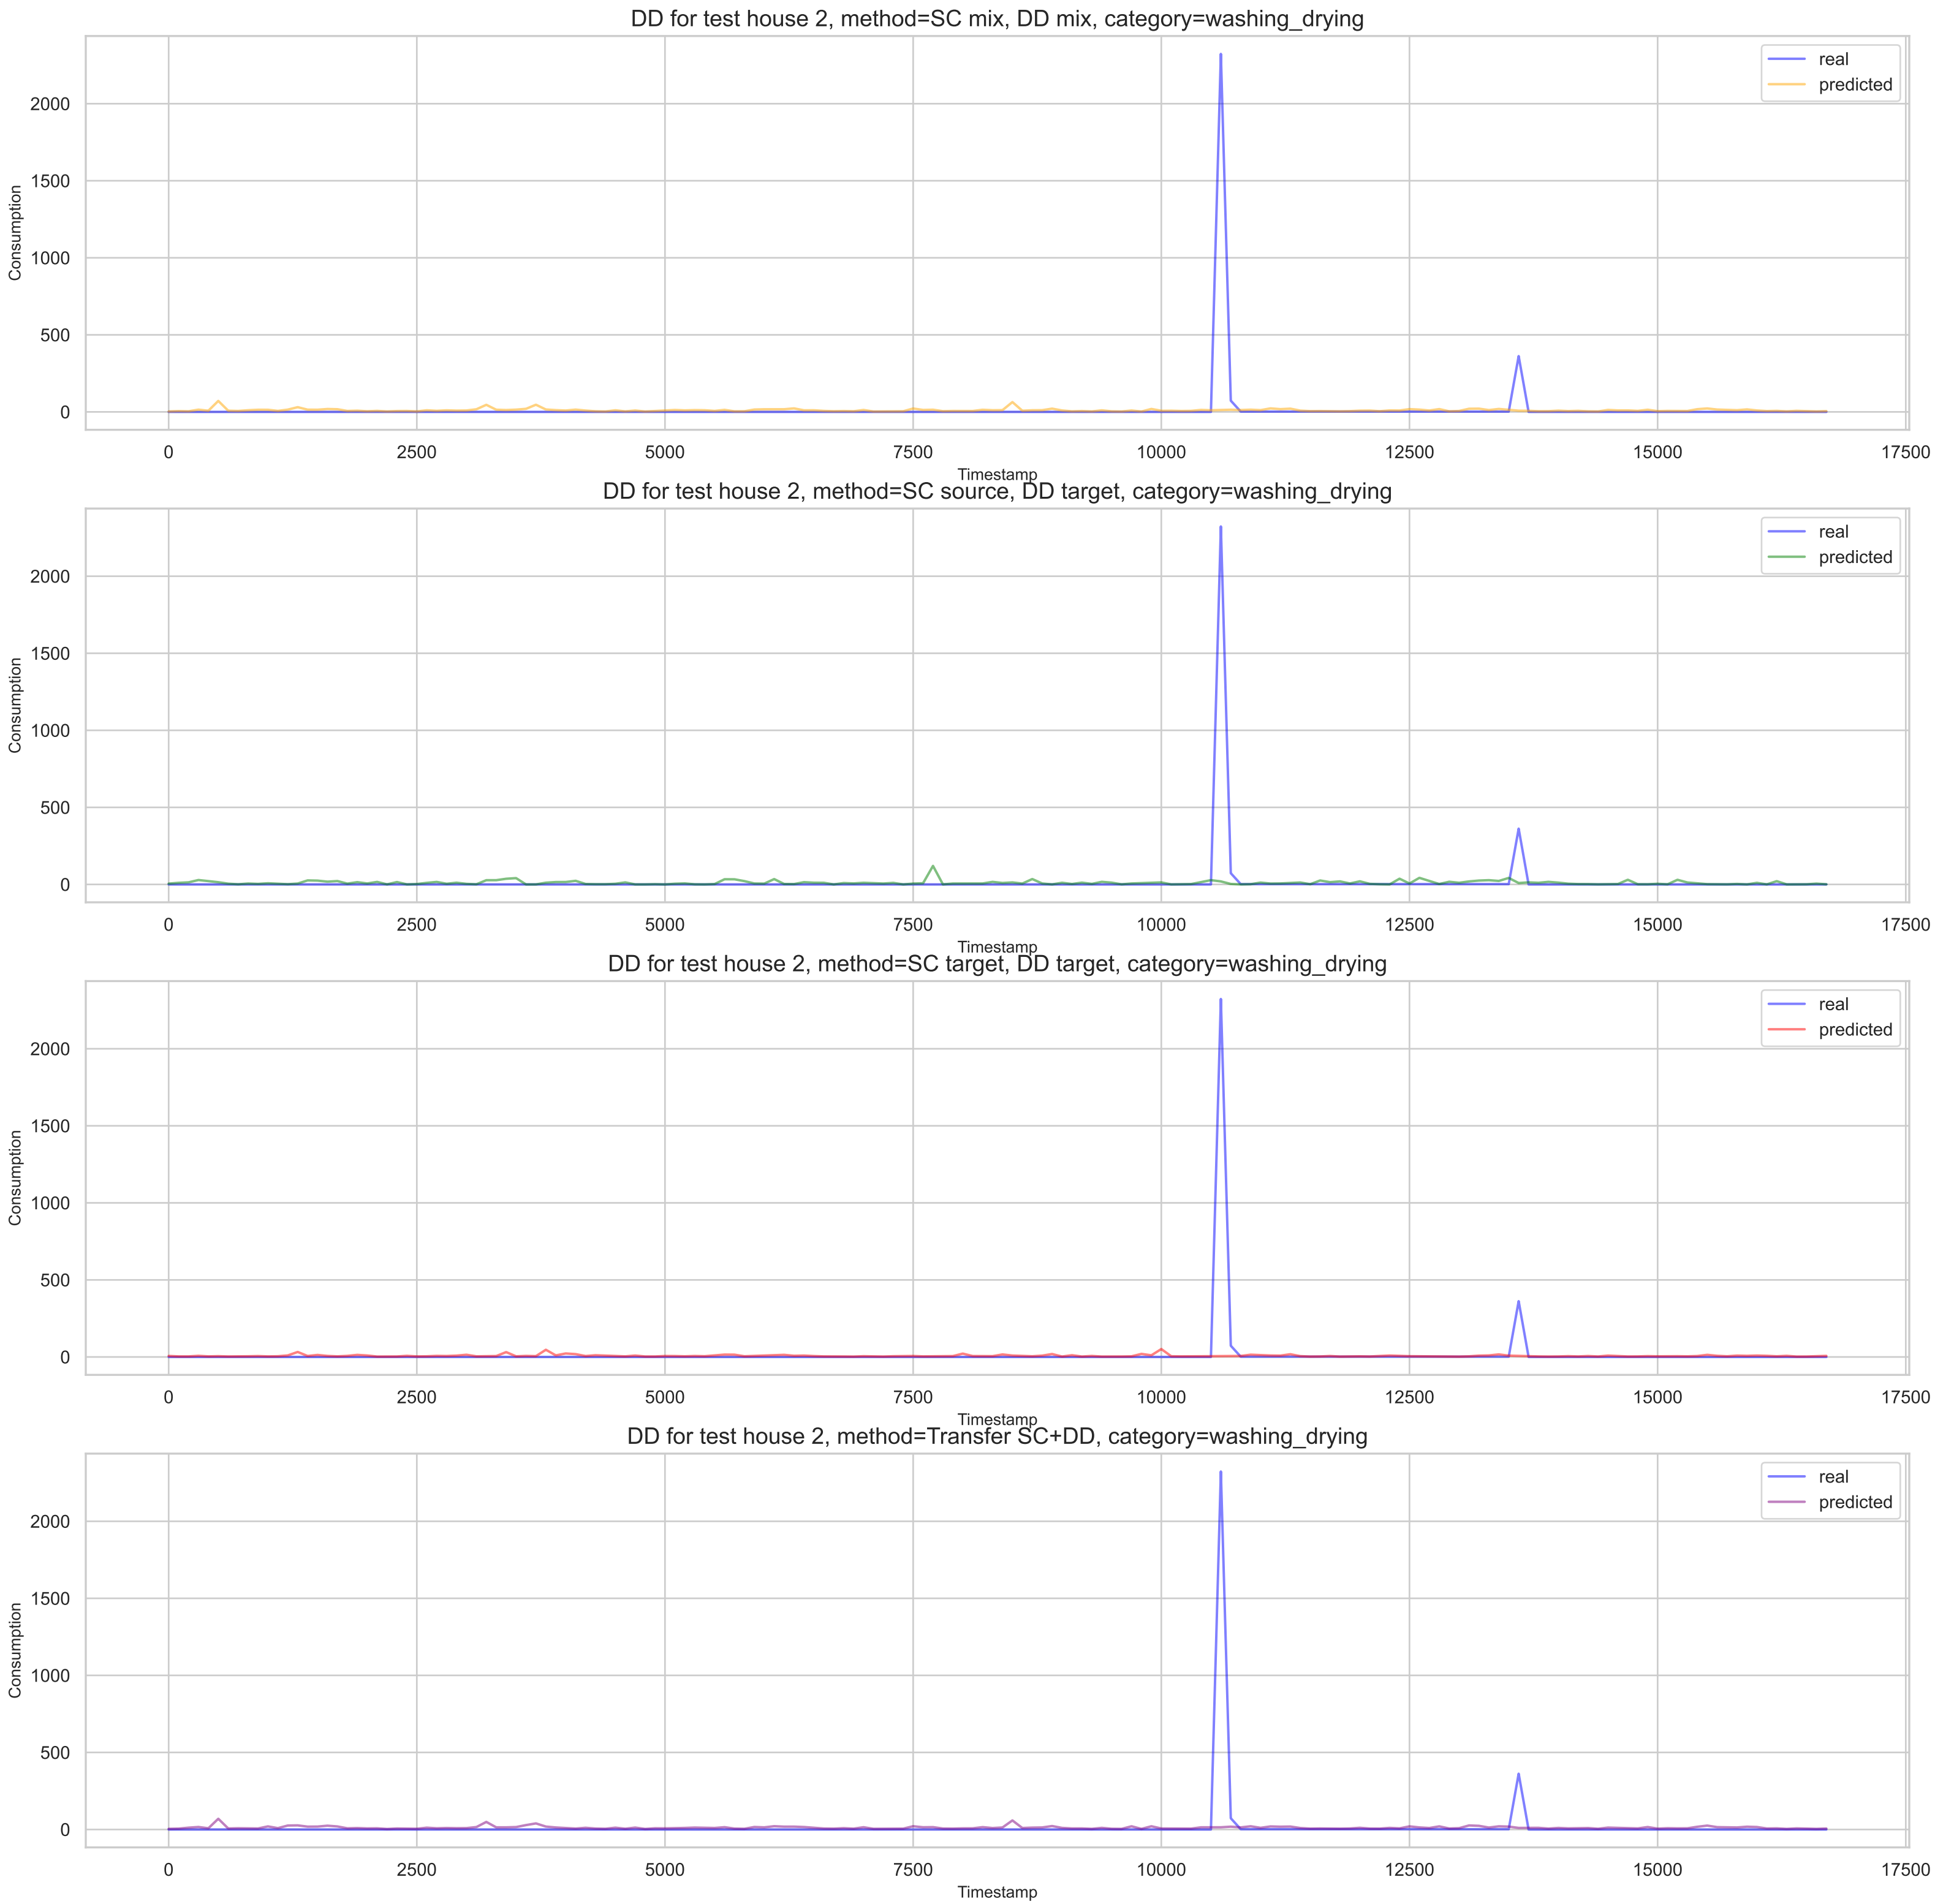 DD for test house 2, method=SC mix, DD mix, category=washing_drying
real
predicted
2000
1500
1000
500
0
Consumption
0 2500 5000 7500 10000 12500 15000 17500
Timestamp
DD for test house 2, method=SC source, DD target, category=washing_drying
real
predicted
2000
1500
1000
500
0
Consumption
0 2500 5000 7500 10000 12500 15000 17500
Timestamp
DD for test house 2, method=SC target, DD target, category=washing_drying
real
predicted
2000
1500
1000
500
0
Consumption
0 2500 5000 7500 10000 12500 15000 17500
Timestamp
DD for test house 2, method=Transfer SC+DD, category=washing_drying
real
predicted
2000
1500
1000
500
0
Consumption
0 2500 5000 7500 10000 12500 15000 17500
Timestamp